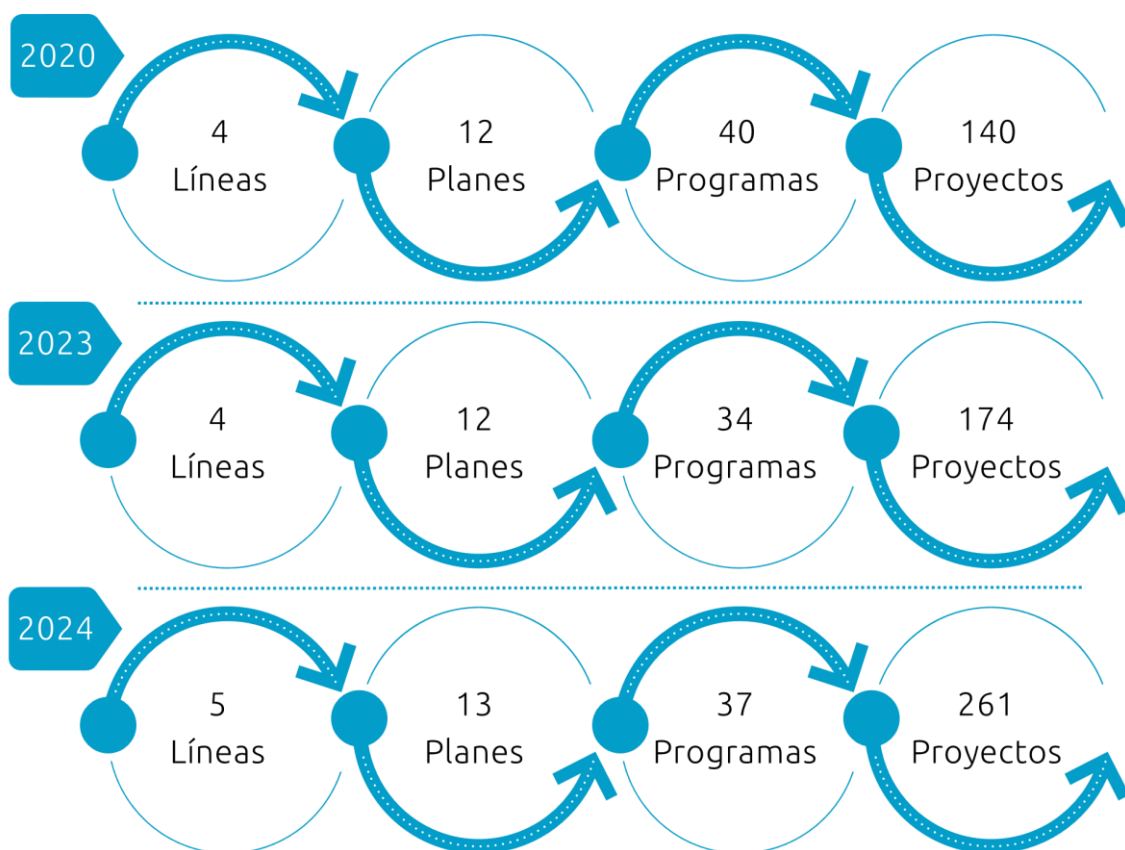 2020
4
Líneas
12
Planes
40
Programas
140
Proyectos
2023
4
Líneas
12
Planes
34
Programas
174
Proyectos
2024
5
Líneas
13
Planes
37
Programas
261
Proyectos